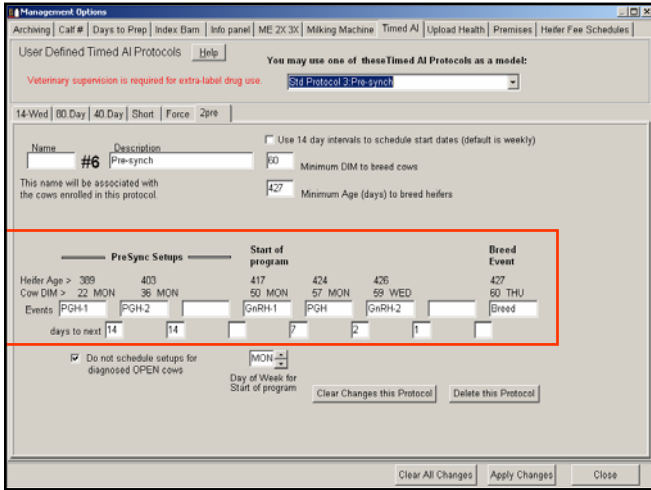 Management Options
Archiving Calf # Days to Prep Index Barn Info panel ME 2X 3X Milking Machine Timed AI Upload Health Premises Heifer Fee Schedules
User Defined Timed AI Protocols Help
You may use one of theseTimed AI Protocols as a model:
Veterinary supervision is required for extra-label drug use.
Std Protocol 3:Pre-synch
14-Wed 80.Day 40.Day Short Force 2pre
Use 14 day intervals to schedule start dates (default is weekly)
Name Description
#6 Pre-synch
60 Minimum DIM to breed cows
This name will be associated with
the cows enrolled in this protocol.
427 Minimum Age (days) to breed heifers
PreSync Setups
Start of
program
Breed
Event
Heifer Age > 389 403 417 424 426 427
Cow DIM > 22 MON 36 MON 50 MON 57 MON 59 WED 60 THU
Events PGH-1 PGH-2 GnRH-1 PGH GnRH-2 Breed
days to next 14 14 7 2 1
Do not schedule setups for
diagnosed OPEN cows
MON
Day of Week for
Start of program
Clear Changes this Protocol Delete this Protocol
Clear All Changes Apply Changes Close